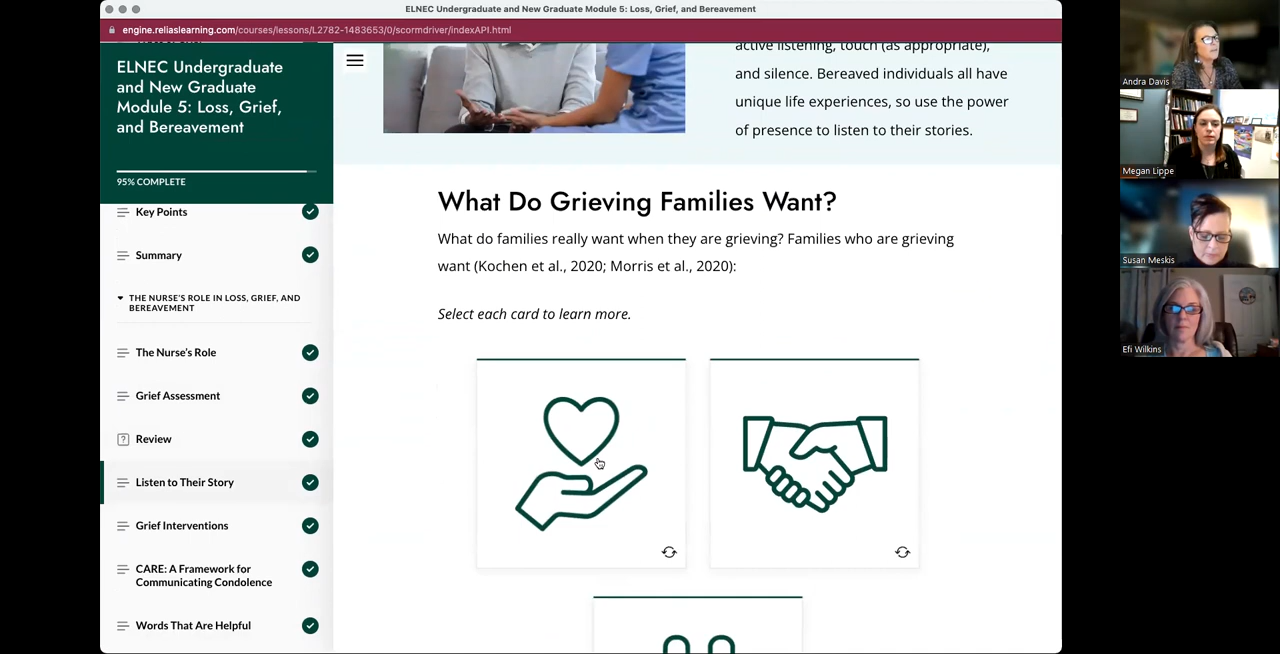 ELNEC Undergraduate and New Graduate Module 5: Loss, Grief, and Bereavement
engine.reliaslearning.com/courses/lessons/L2782-1483653/0/scormdriver/indexAPI.html
ELNEC Undergraduate
and New Graduate
Module 5: Loss, Grief,
and Bereavement
95% COMPLETE
Key Points
Summary
THE NURSE'S ROLE IN LOSS, GRIEF, AND
BEREAVEMENT
The Nurse's Role
Grief Assessment
Review
Listen to Their Story
Grief Interventions
CARE: A Framework for
Communicating Condolence
Words That Are Helpful
active listening, touch (as appropriate),
and silence. Bereaved individuals all have
unique life experiences, so use the power
of presence to listen to their stories.
What Do Grieving Families Want?
What do families really want when they are grieving? Families who are grieving
want (Kochen et al., 2020; Morris et al., 2020):
Select each card to learn more.
Andra Davis
Megan Lippe
Susan Meskis
Efi Wilkins